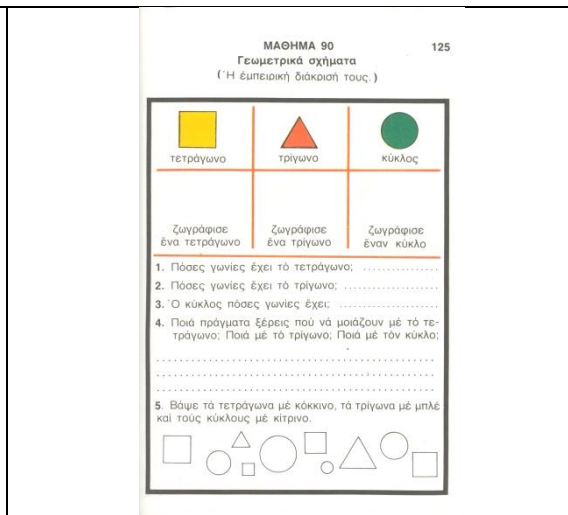 ΜΑΘΗΜΑ 90
125
Γεωμετρικά σχήματα
(Ἡ ἐμπειρική διάκρισή τους.)
τετράγωνο
τρίγωνο
κύκλος
ζωγράφισε ἕνα τετράγωνο
ζωγράφισε ἕνα τρίγωνο
ζωγράφισε ἕναν κύκλο
1. Πόσες γωνίες ἔχει τό τετράγωνο; ...............
2. Πόσες γωνίες ἔχει τό τρίγωνο; ...................
3. Ὁ κύκλος πόσες γωνίες ἔχει; ....................
4. Ποιά πράγματα ξέρεις πού νά μοιάζουν μέ τό τε-
τράγωνο; Ποιά μέ τό τρίγωνο; Ποιά μέ τόν κύκλο;
5. Βάψε τά τετράγωνα μέ κόκκινο, τά τρίγωνα μέ μπλέ
καί τούς κύκλους μέ κίτρινο.